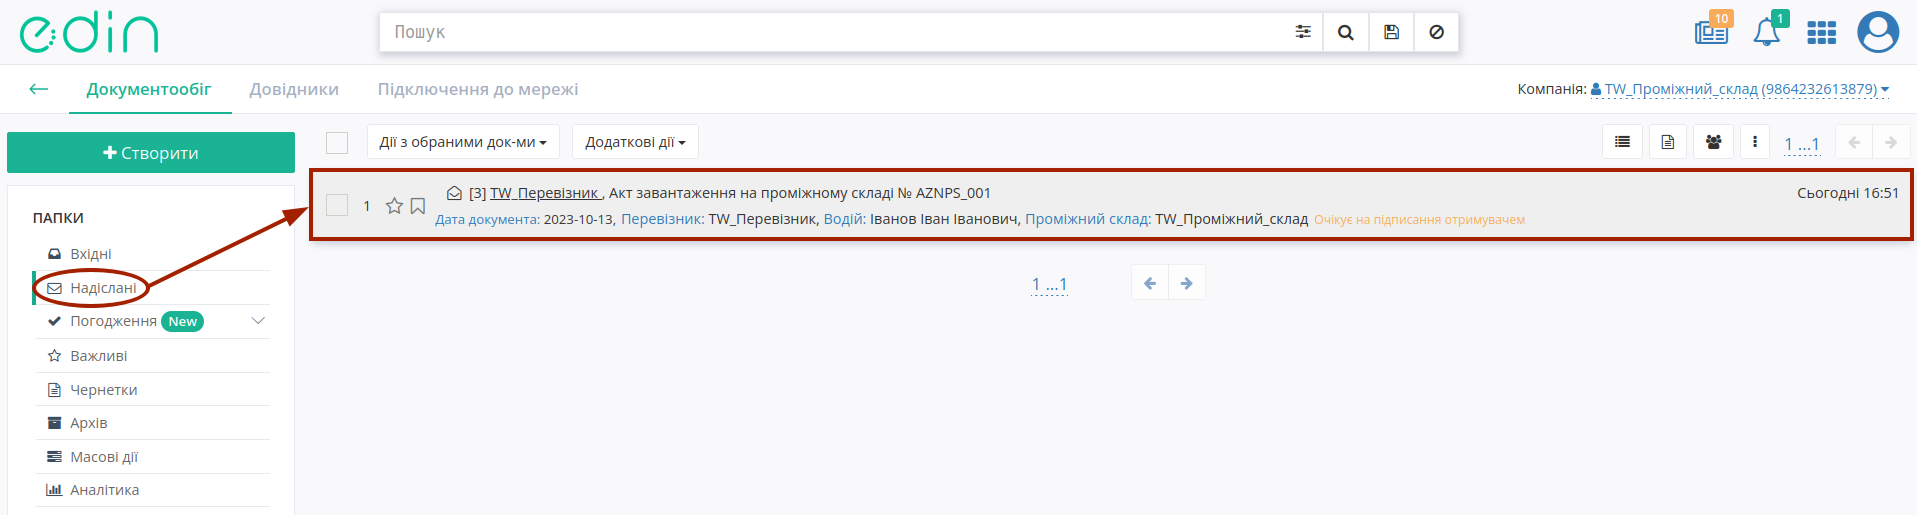 edin
Пошук
10
1
Документообіг
Довідники
Підключення до мережі
Компанія: TW_Проміжний_склад (9864232613879)
Створити
Дії з обраними док-ми
Додаткові дії
1 ...1
ПАПКИ
Вхідні
Надіслані
Погодження New
Важливі
Чернетки
Архів
Масові дії
Аналітика
1
[3] TW_Перевізник , Акт завантаження на проміжному складі № AZNPS_001
Сьогодні 16:51
Дата документа: 2023-10-13, Перевізник: TW_Перевізник, Водій: Іванов Іван Іванович, Проміжний склад: TW_Проміжний_склад Очікує на підписання отримувачем
1 ...1